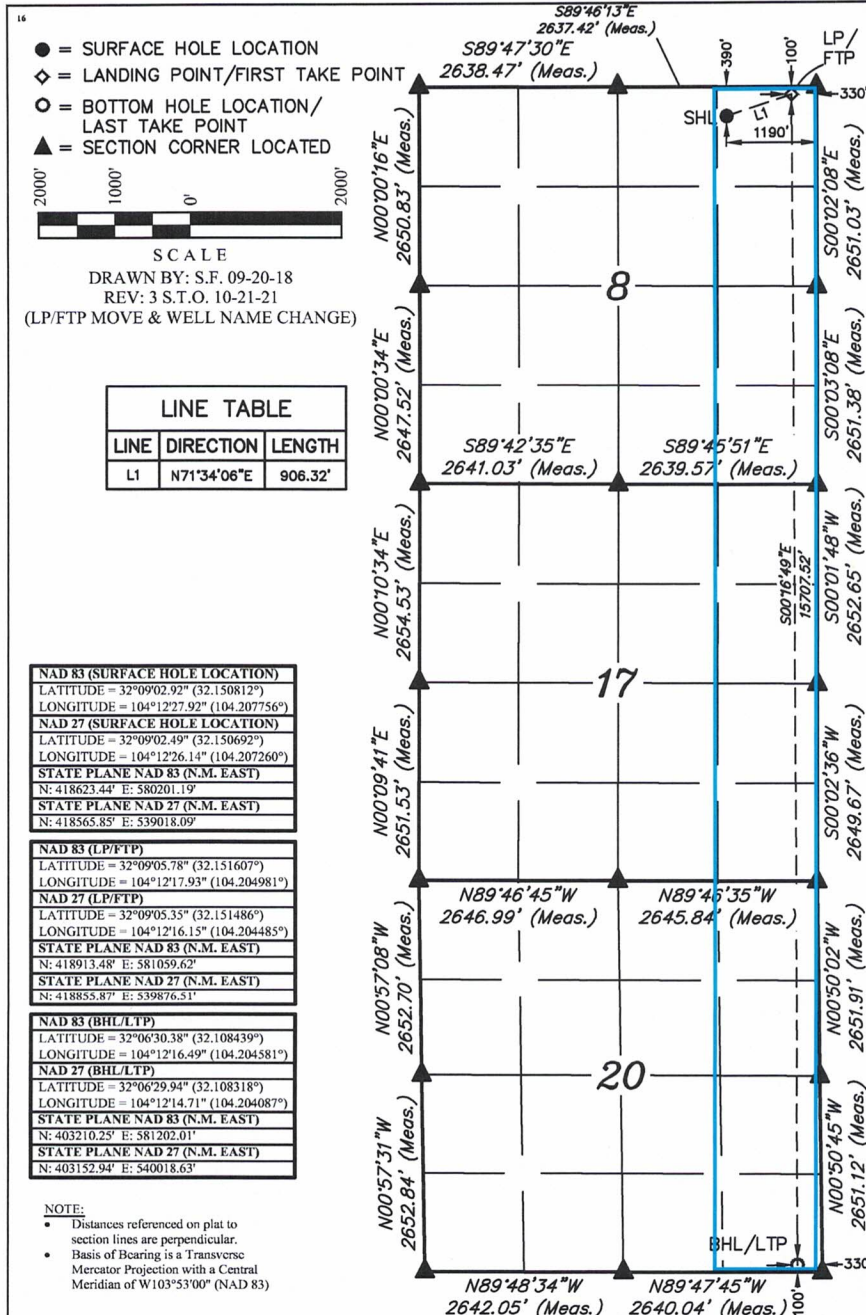 16
● = SURFACE HOLE LOCATION
◇ = LANDING POINT/FIRST TAKE POINT
O = BOTTOM HOLE LOCATION/
LAST TAKE POINT
▲ = SECTION CORNER LOCATED
2000' 1000' 0' 2000'
SCALE
DRAWN BY: S.F. 09-20-18
REV: 3 S.T.O. 10-21-21
(LP/FTP MOVE & WELL NAME CHANGE)
LINE TABLE
LINE DIRECTION LENGTH
L1 N71°34'06"E 906.32'
NAD 83 (SURFACE HOLE LOCATION)
LATITUDE = 32°09'02.92" (32.150812°)
LONGITUDE = 104°12'27.92" (104.207756°)
NAD 27 (SURFACE HOLE LOCATION)
LATITUDE = 32°09'02.49" (32.150692°)
LONGITUDE = 104°12'26.14" (104.207260°)
STATE PLANE NAD 83 (N.M. EAST)
N: 418623.44' E: 580201.19'
STATE PLANE NAD 27 (N.M. EAST)
N: 418565.85' E: 539018.09'
NAD 83 (LP/FTP)
LATITUDE = 32°09'05.78" (32.151607°)
LONGITUDE = 104°12'17.93" (104.204981°)
NAD 27 (LP/FTP)
LATITUDE = 32°09'05.35" (32.151486°)
LONGITUDE = 104°12'16.15" (104.204485°)
STATE PLANE NAD 83 (N.M. EAST)
N: 418913.48' E: 581059.62'
STATE PLANE NAD 27 (N.M. EAST)
N: 418855.87' E: 539876.51'
NAD 83 (BHL/LTP)
LATITUDE = 32°06'30.38" (32.108439°)
LONGITUDE = 104°12'16.49" (104.204581°)
NAD 27 (BHL/LTP)
LATITUDE = 32°06'29.94" (32.108318°)
LONGITUDE = 104°12'14.71" (104.204087°)
STATE PLANE NAD 83 (N.M. EAST)
N: 403210.25' E: 581202.01'
STATE PLANE NAD 27 (N.M. EAST)
N: 403152.94' E: 540018.63'
NOTE:
• Distances referenced on plat to
section lines are perpendicular.
• Basis of Bearing is a Transverse
Mercator Projection with a Central
Meridian of W103°53'00" (NAD 83)
S89°46'13"E
2637.42' (Meas.)
S89°47'30"E
2638.47' (Meas.)
390'
100'
LP/
FTP
330'
SHL
L1
1190'
N00°00'16"E
2650.83' (Meas.)
S00°02'08"E
2651.03' (Meas.)
8
N00°00'34"E
2647.52' (Meas.)
S00°03'08"E
2651.38' (Meas.)
S89°42'35"E
2641.03' (Meas.)
S89°45'51"E
2639.57' (Meas.)
N00°10'34"E
2654.53' (Meas.)
S00°16'49"E
15707.52'
S00°01'48"W
2652.65' (Meas.)
17
N00°09'41"E
2651.53' (Meas.)
S00°02'36"W
2649.67' (Meas.)
N89°46'45"W
2646.99' (Meas.)
N89°46'35"W
2645.84' (Meas.)
N00°57'08"W
2652.70' (Meas.)
N00°50'02"W
2651.91' (Meas.)
20
N00°57'31"W
2652.84' (Meas.)
N00°50'45"W
2651.12' (Meas.)
BHL/LTP
330'
100'
N89°48'34"W
2642.05' (Meas.)
N89°47'45"W
2640.04' (Meas.)